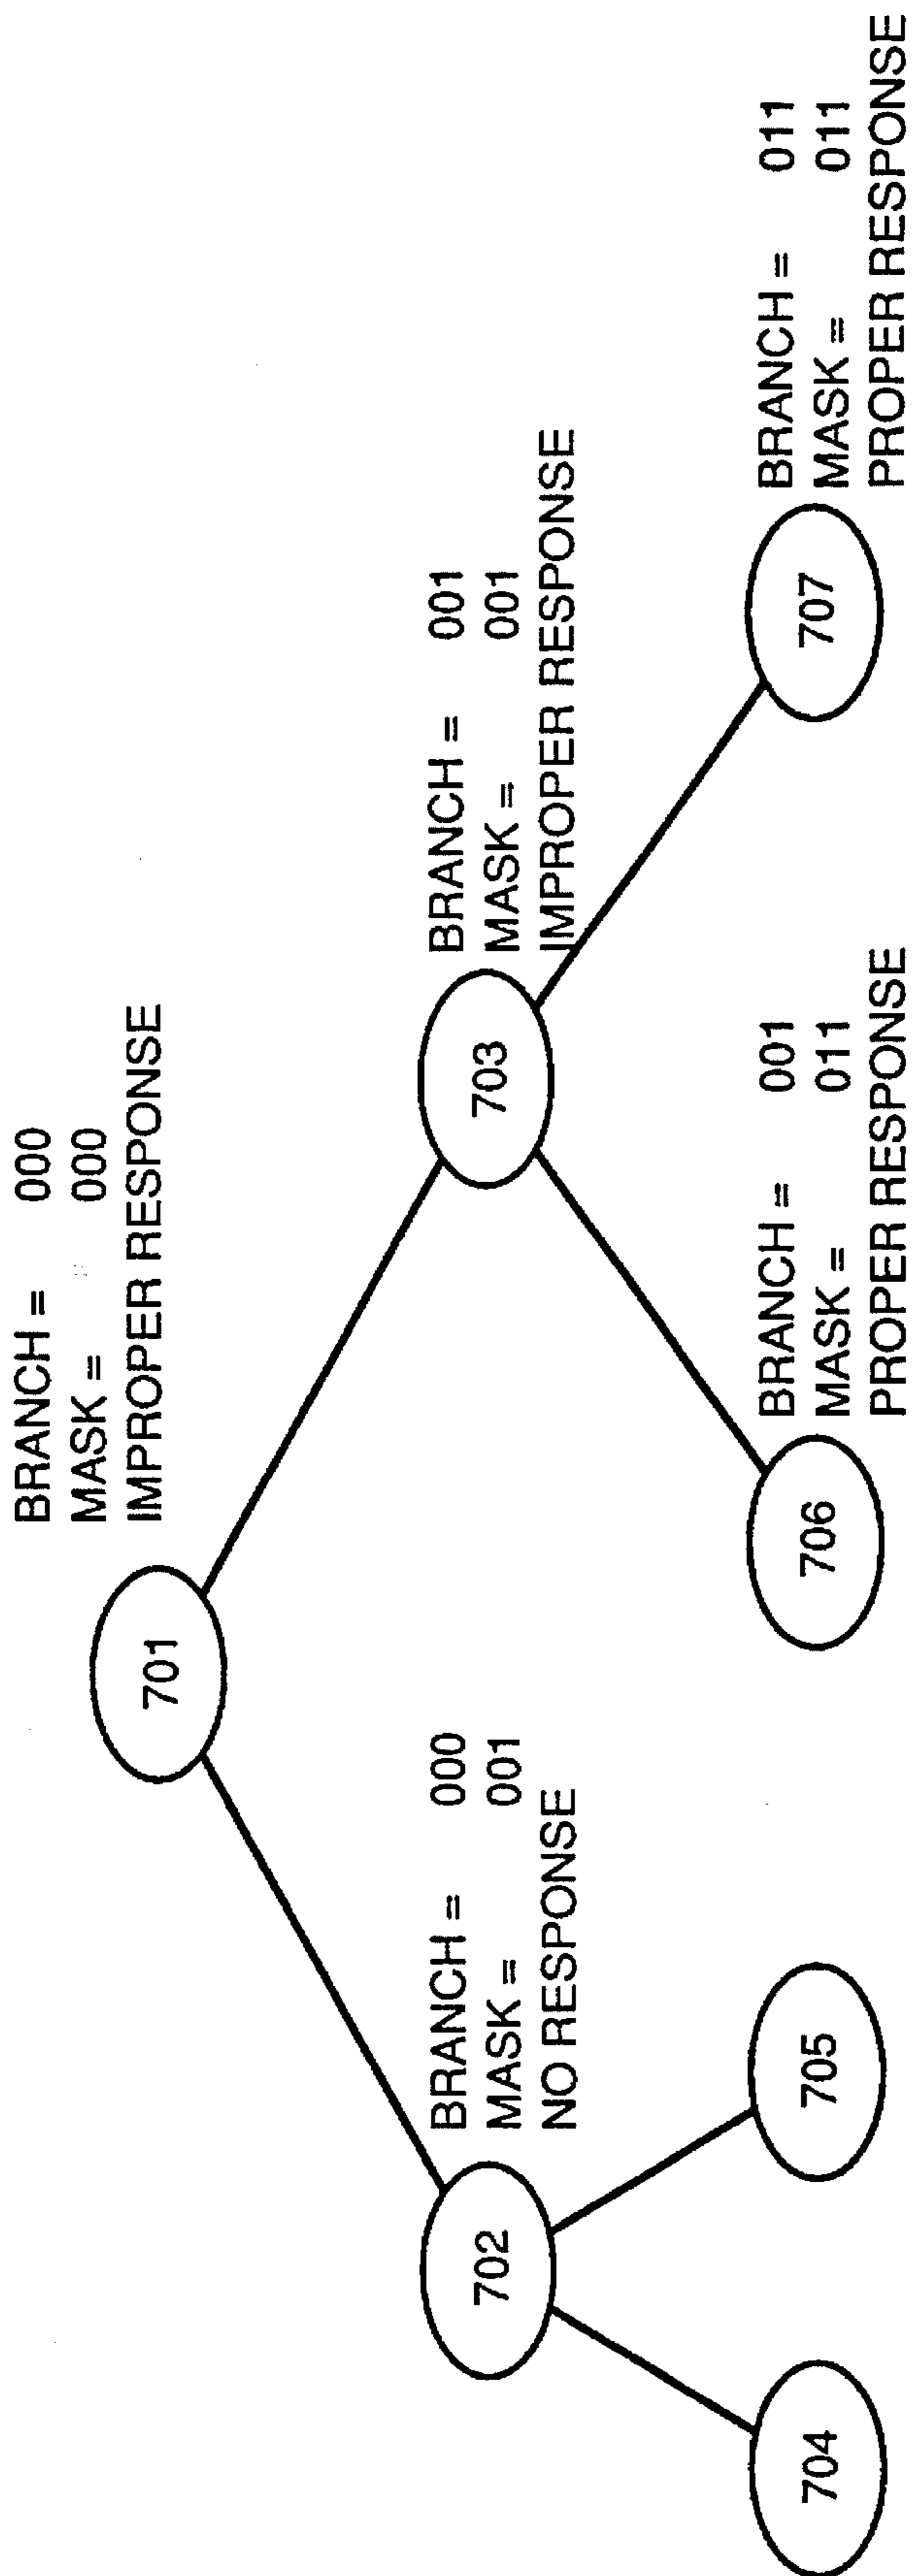 BRANCH = 000
MASK = 000
IMPROPER RESPONSE
701
BRANCH = 000
MASK = 001
NO RESPONSE
702
BRANCH = 001
MASK = 001
IMPROPER RESPONSE
703
704
705
BRANCH = 001
MASK = 011
PROPER RESPONSE
706
BRANCH = 011
MASK = 011
PROPER RESPONSE
707